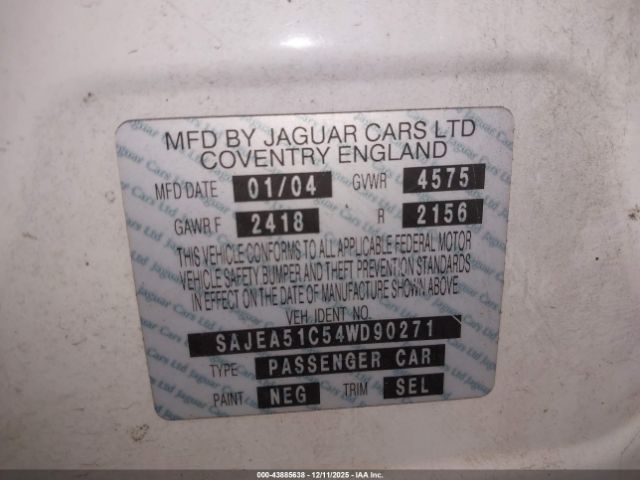 MFD BY JAGUAR CARS LTD
COVENTRY ENGLAND
MFD DATE 01/04 GVWR 4575
GAWR.F 2418 R 2156
THIS VEHICLE CONFORMS TO ALL APPLICABLE FEDERAL MOTOR
VEHICLE SAFETY BUMPER AND THEFT PREVENTION STANDARDS
IN EFFECT ON THE DATE OF MANUFACTURE SHOWN ABOVE
VEH. IDENT NO.
SAJEA51C54WD90271
TYPE PASSENGER CAR
PAINT NEG TRIM SEL
000-43885638 - 12/11/2025 - IAA Inc.